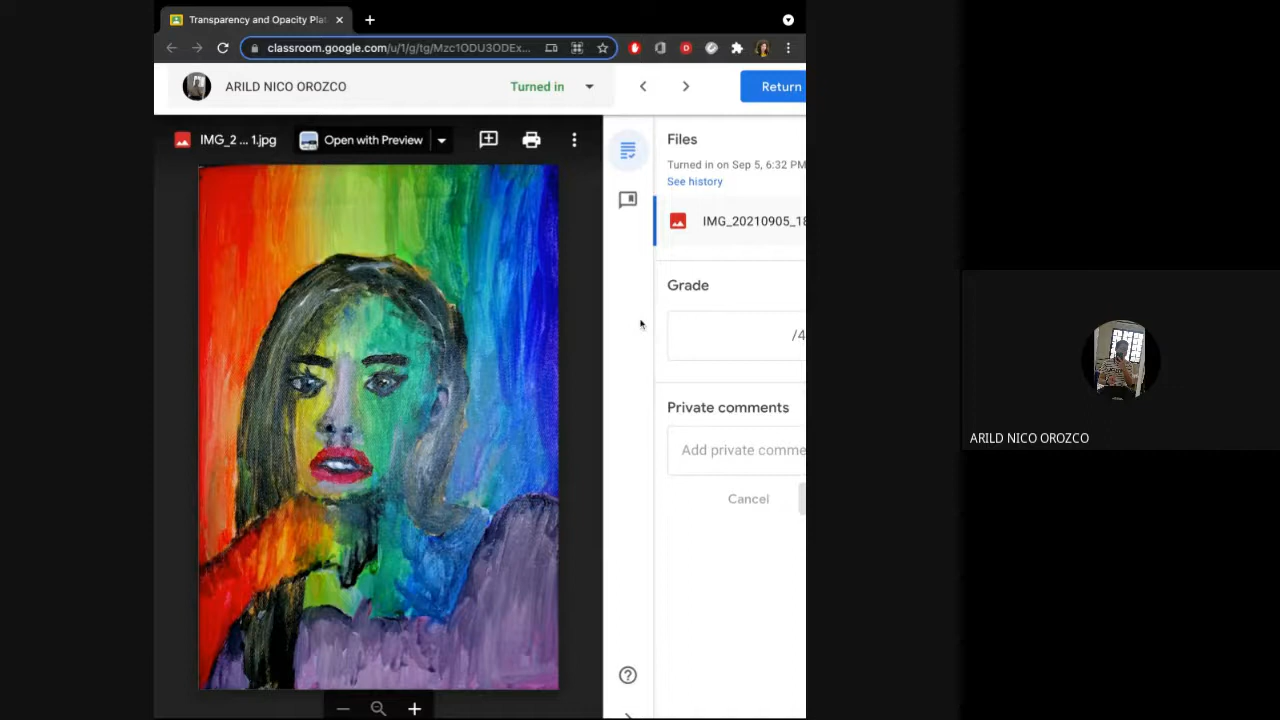 Transparency and Opacity Plat
classroom.google.com/u/1/g/tg/Mzc1ODU3ODEx...
ARILD NICO OROZCO
Turned in
Return
IMG_2 ... 1.jpg
Open with Preview
Files
Turned in on Sep 5, 6:32 PM
See history
IMG_20210905_18
Grade
/4
Private comments
Add private comme
Cancel
ARILD NICO OROZCO